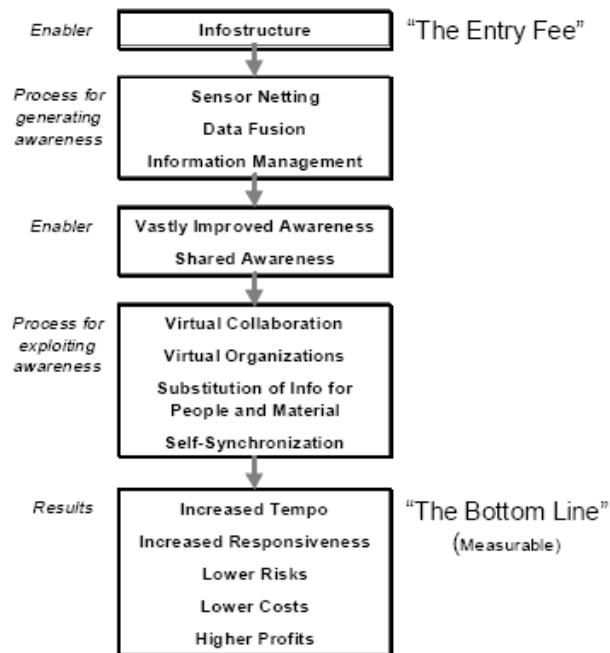 Enabler
Infostructure
“The Entry Fee”
Process for
generating
awareness
Sensor Netting
Data Fusion
Information Management
Enabler
Vastly Improved Awareness
Shared Awareness
Process for
exploiting
awareness
Virtual Collaboration
Virtual Organizations
Substitution of Info for
People and Material
Self-Synchronization
Results
Increased Tempo
Increased Responsiveness
Lower Risks
Lower Costs
Higher Profits
“The Bottom Line”
(Measurable)